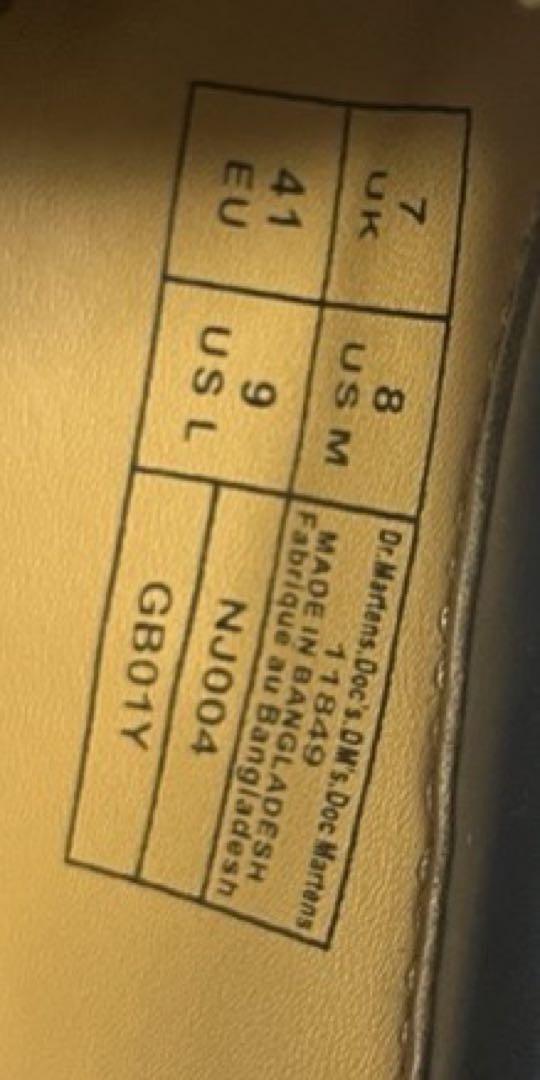 7
UK
8
US M
Dr.Martens.Doc's.DM's.Doc Martens
11849
MADE IN BANGLADESH
Fabrique au Bangladesh
41
EU
9
US L
NJ004
GB01Y